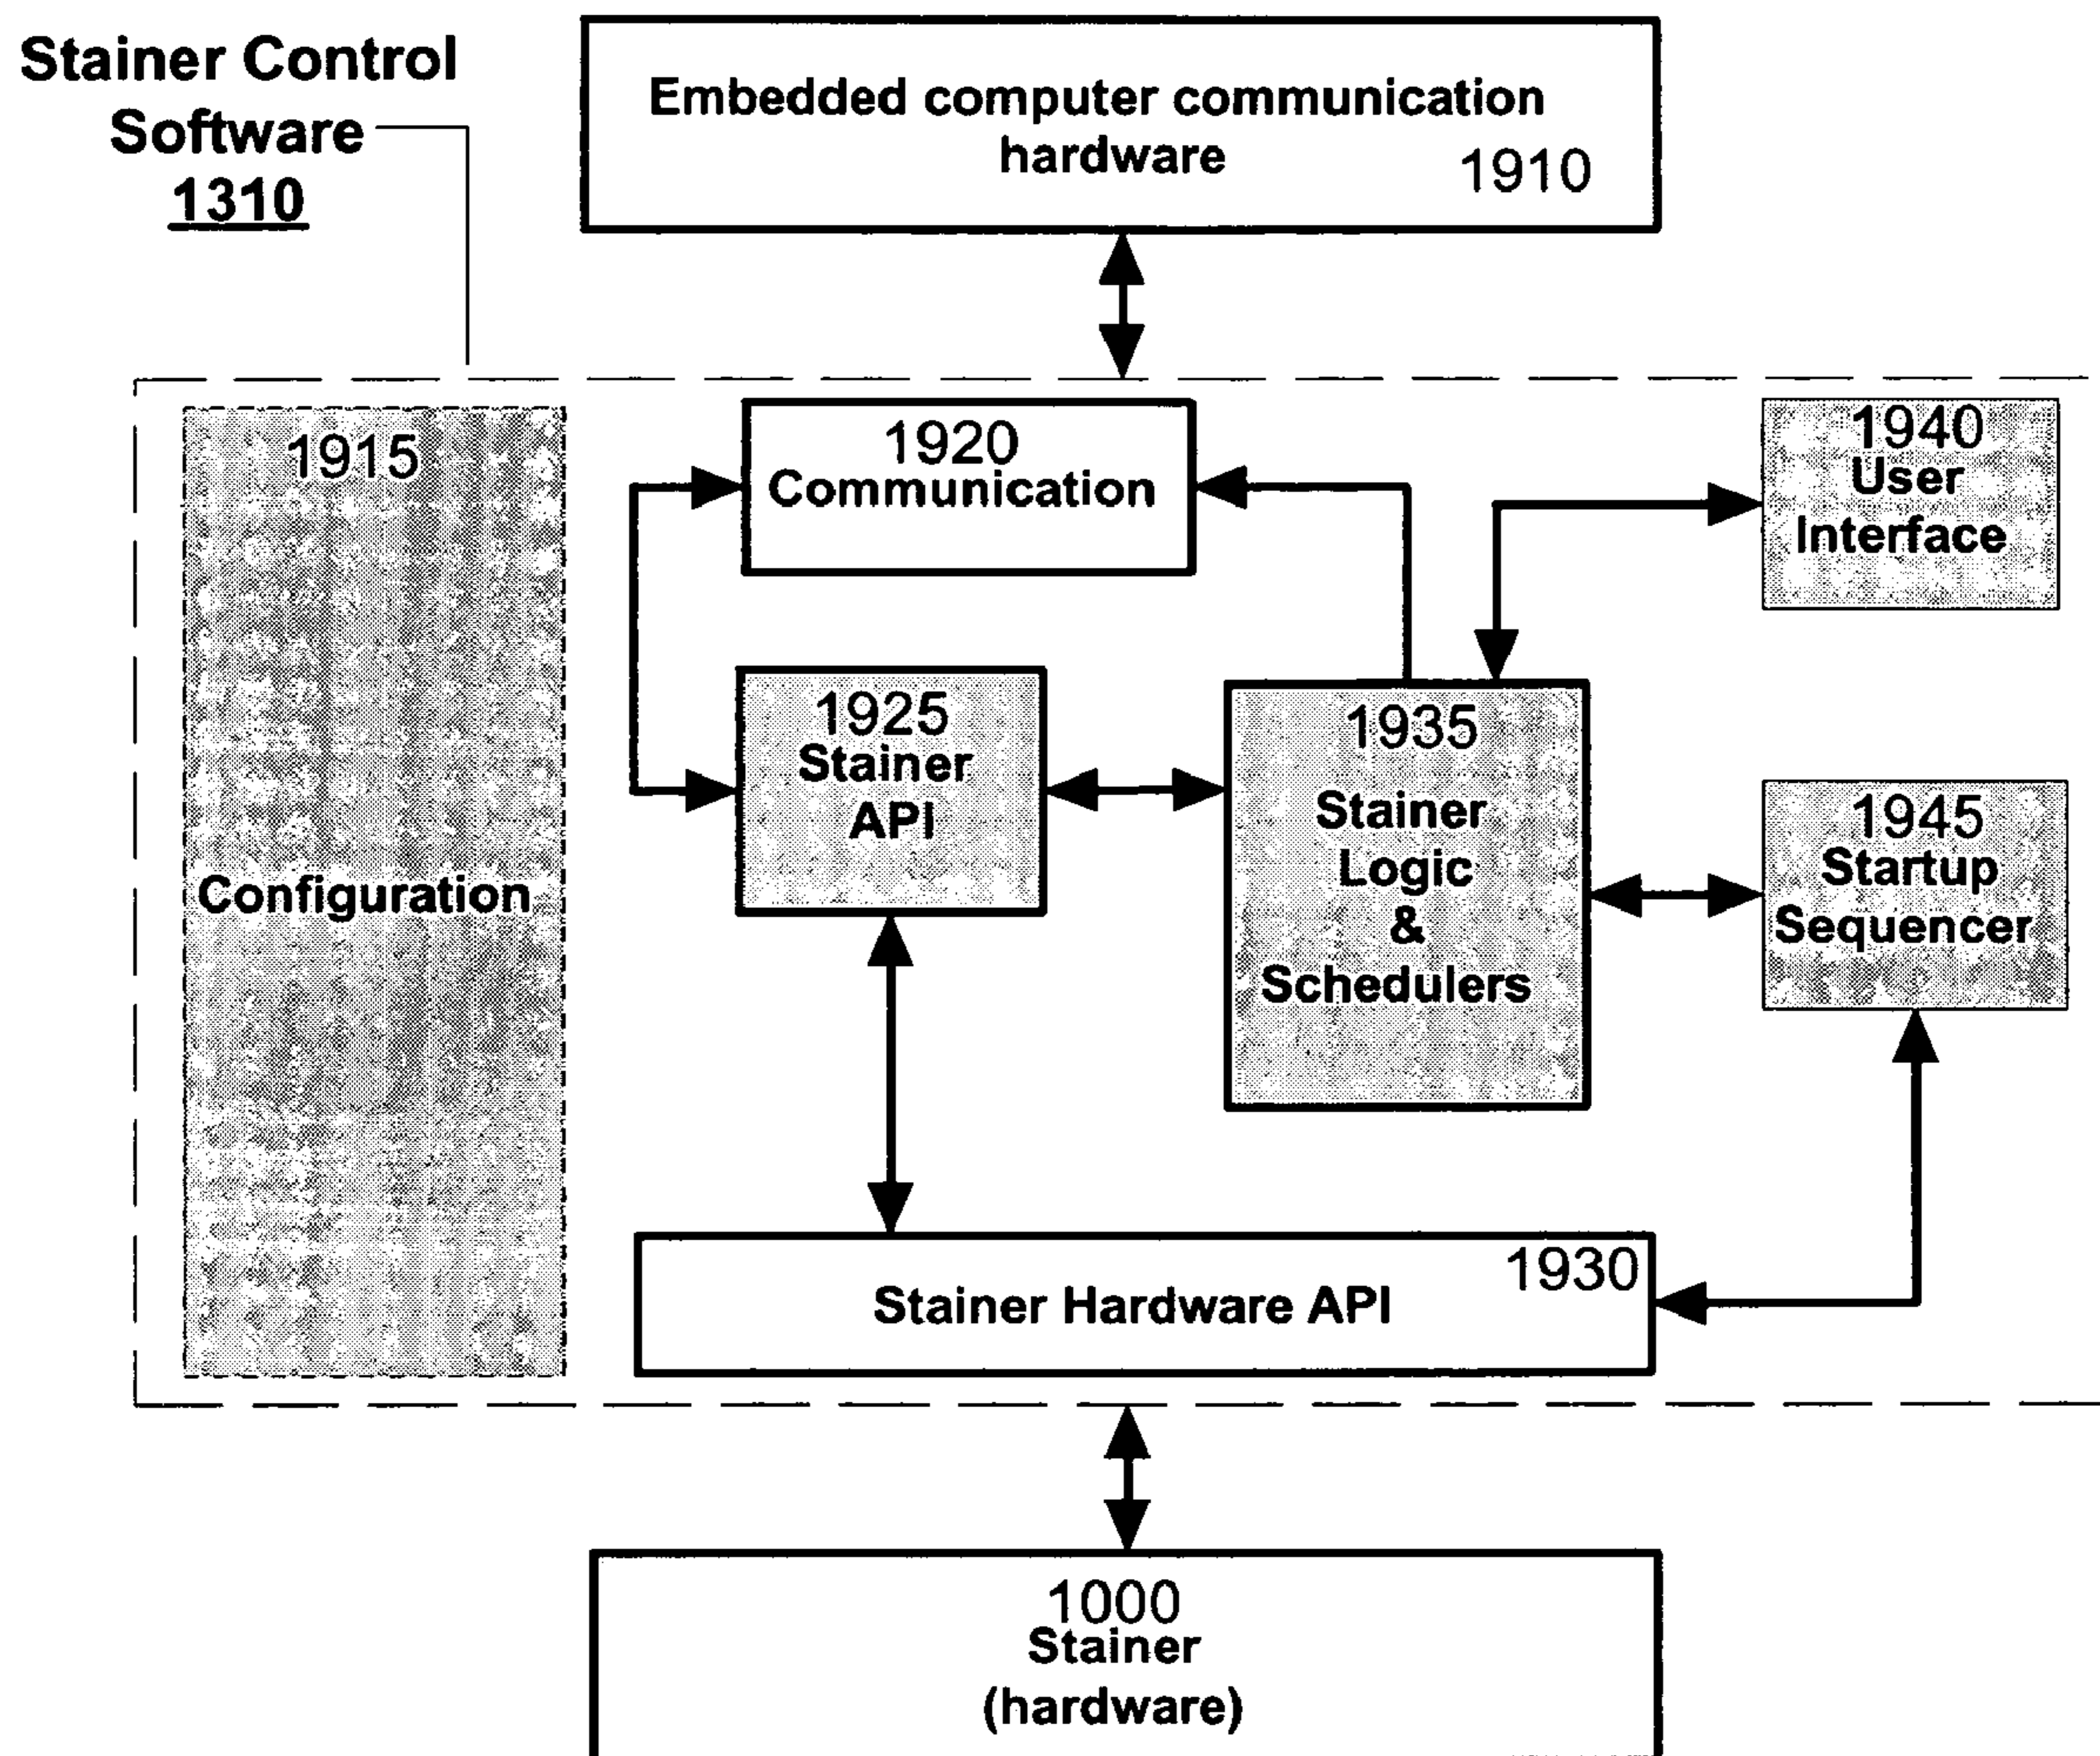 Stainer Control
Software
1310
Embedded computer communication
hardware
1910
1915
Configuration
1920
Communication
1940
User
Interface
1925
Stainer
API
1935
Stainer
Logic
&
Schedulers
1945
Startup
Sequencer
1930
Stainer Hardware API
1000
Stainer
(hardware)